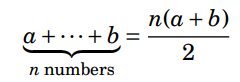 a + ⋯ + b = n(a + b) / 2
n numbers